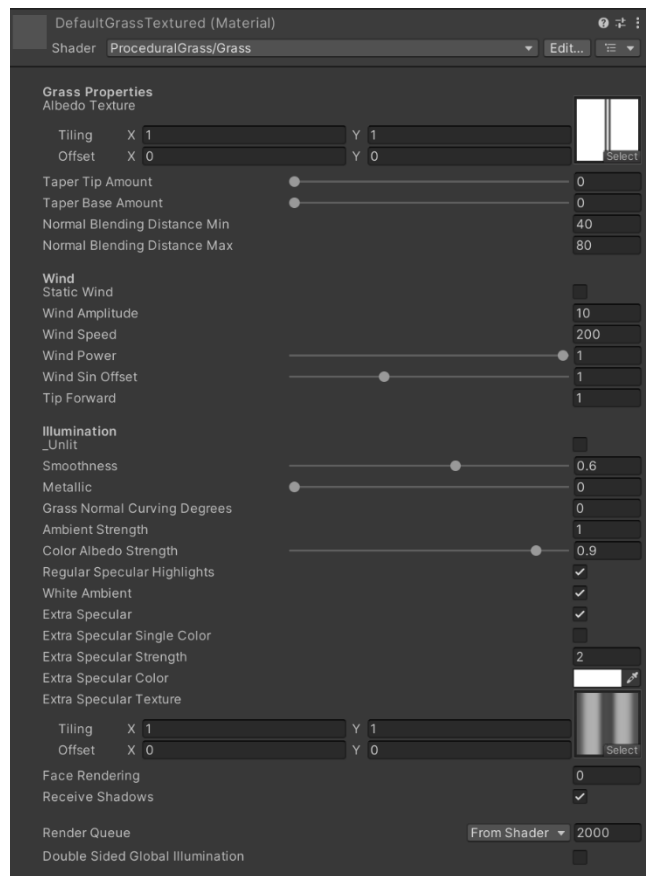 DefaultGrassTextured (Material)
Shader ProceduralGrass/Grass Edit...
Grass Properties
Albedo Texture
Tiling X 1 Y 1
Offset X 0 Y 0 Select
Taper Tip Amount 0
Taper Base Amount 0
Normal Blending Distance Min 40
Normal Blending Distance Max 80
Wind
Static Wind
Wind Amplitude 10
Wind Speed 200
Wind Power 1
Wind Sin Offset 1
Tip Forward 1
Illumination
_Unlit
Smoothness 0.6
Metallic 0
Grass Normal Curving Degrees 0
Ambient Strength 1
Color Albedo Strength 0.9
Regular Specular Highlights
White Ambient
Extra Specular
Extra Specular Single Color
Extra Specular Strength 2
Extra Specular Color
Extra Specular Texture
Tiling X 1 Y 1
Offset X 0 Y 0 Select
Face Rendering 0
Receive Shadows
Render Queue From Shader 2000
Double Sided Global Illumination